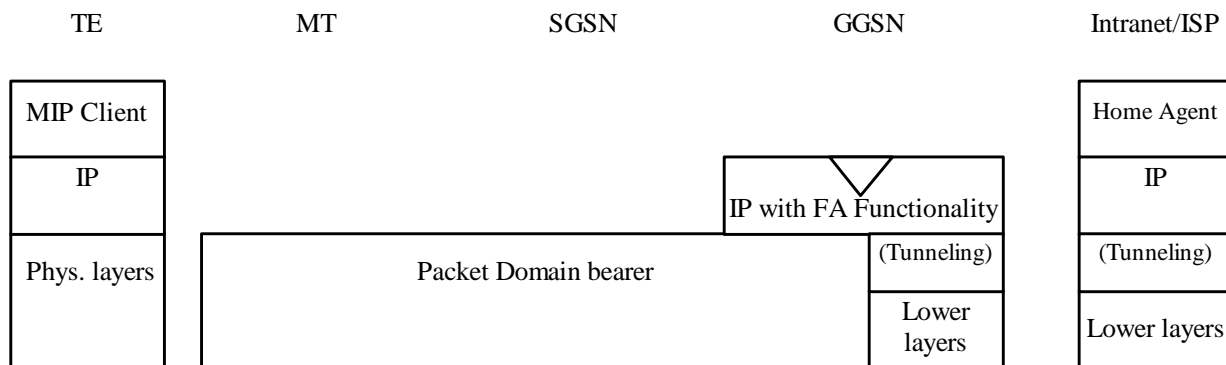 TE MT SGSN GGSN Intranet/ISP
MIP Client
Home Agent
IP
IP
IP with FA Functionality
Phys. layers
Packet Domain bearer
(Tunneling)
(Tunneling)
Lower
layers
Lower layers